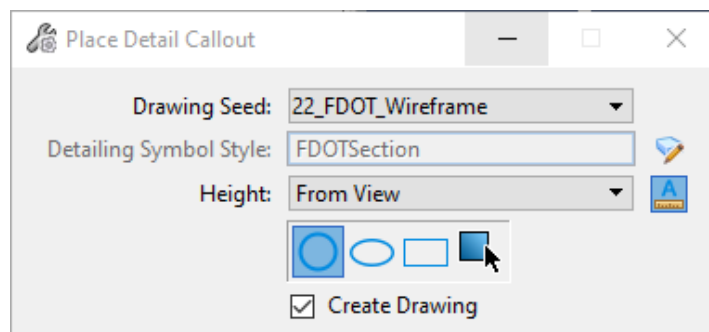 Place Detail Callout
Drawing Seed: 22_FDOT_Wireframe
Detailing Symbol Style: FDOTSection
Height: From View
A
Create Drawing